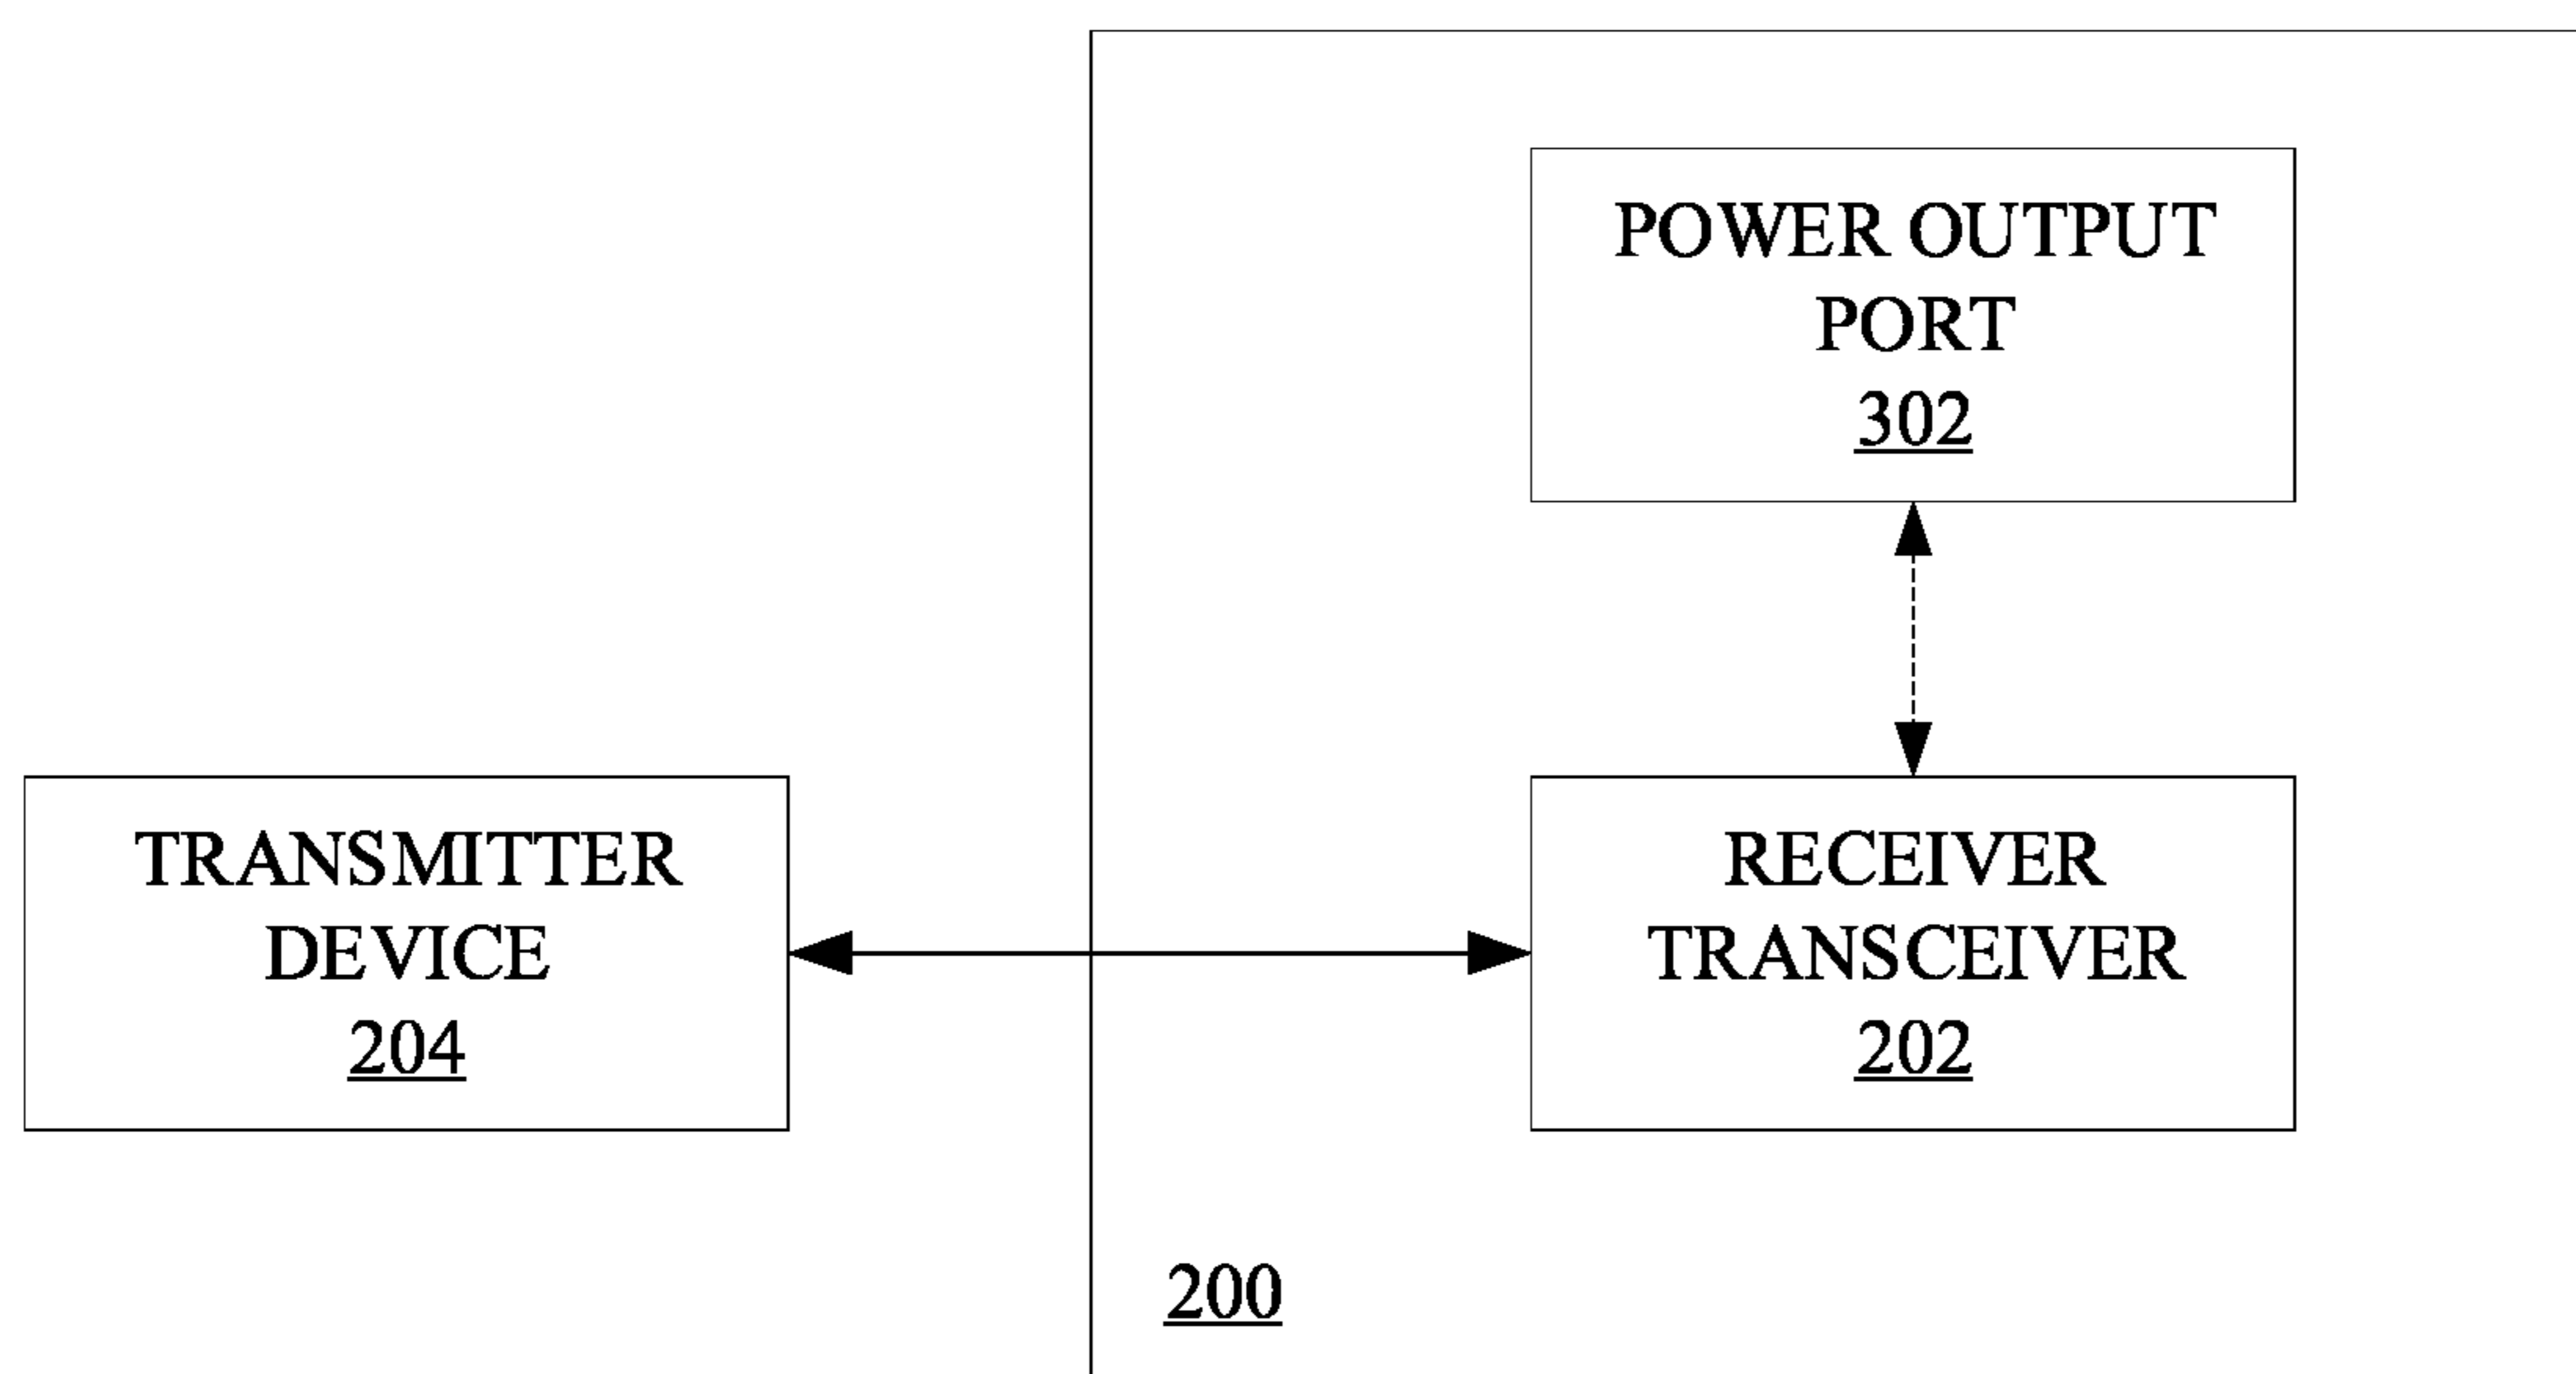 POWER OUTPUT
PORT
302
TRANSMITTER
DEVICE
204
RECEIVER
TRANSCEIVER
202
200